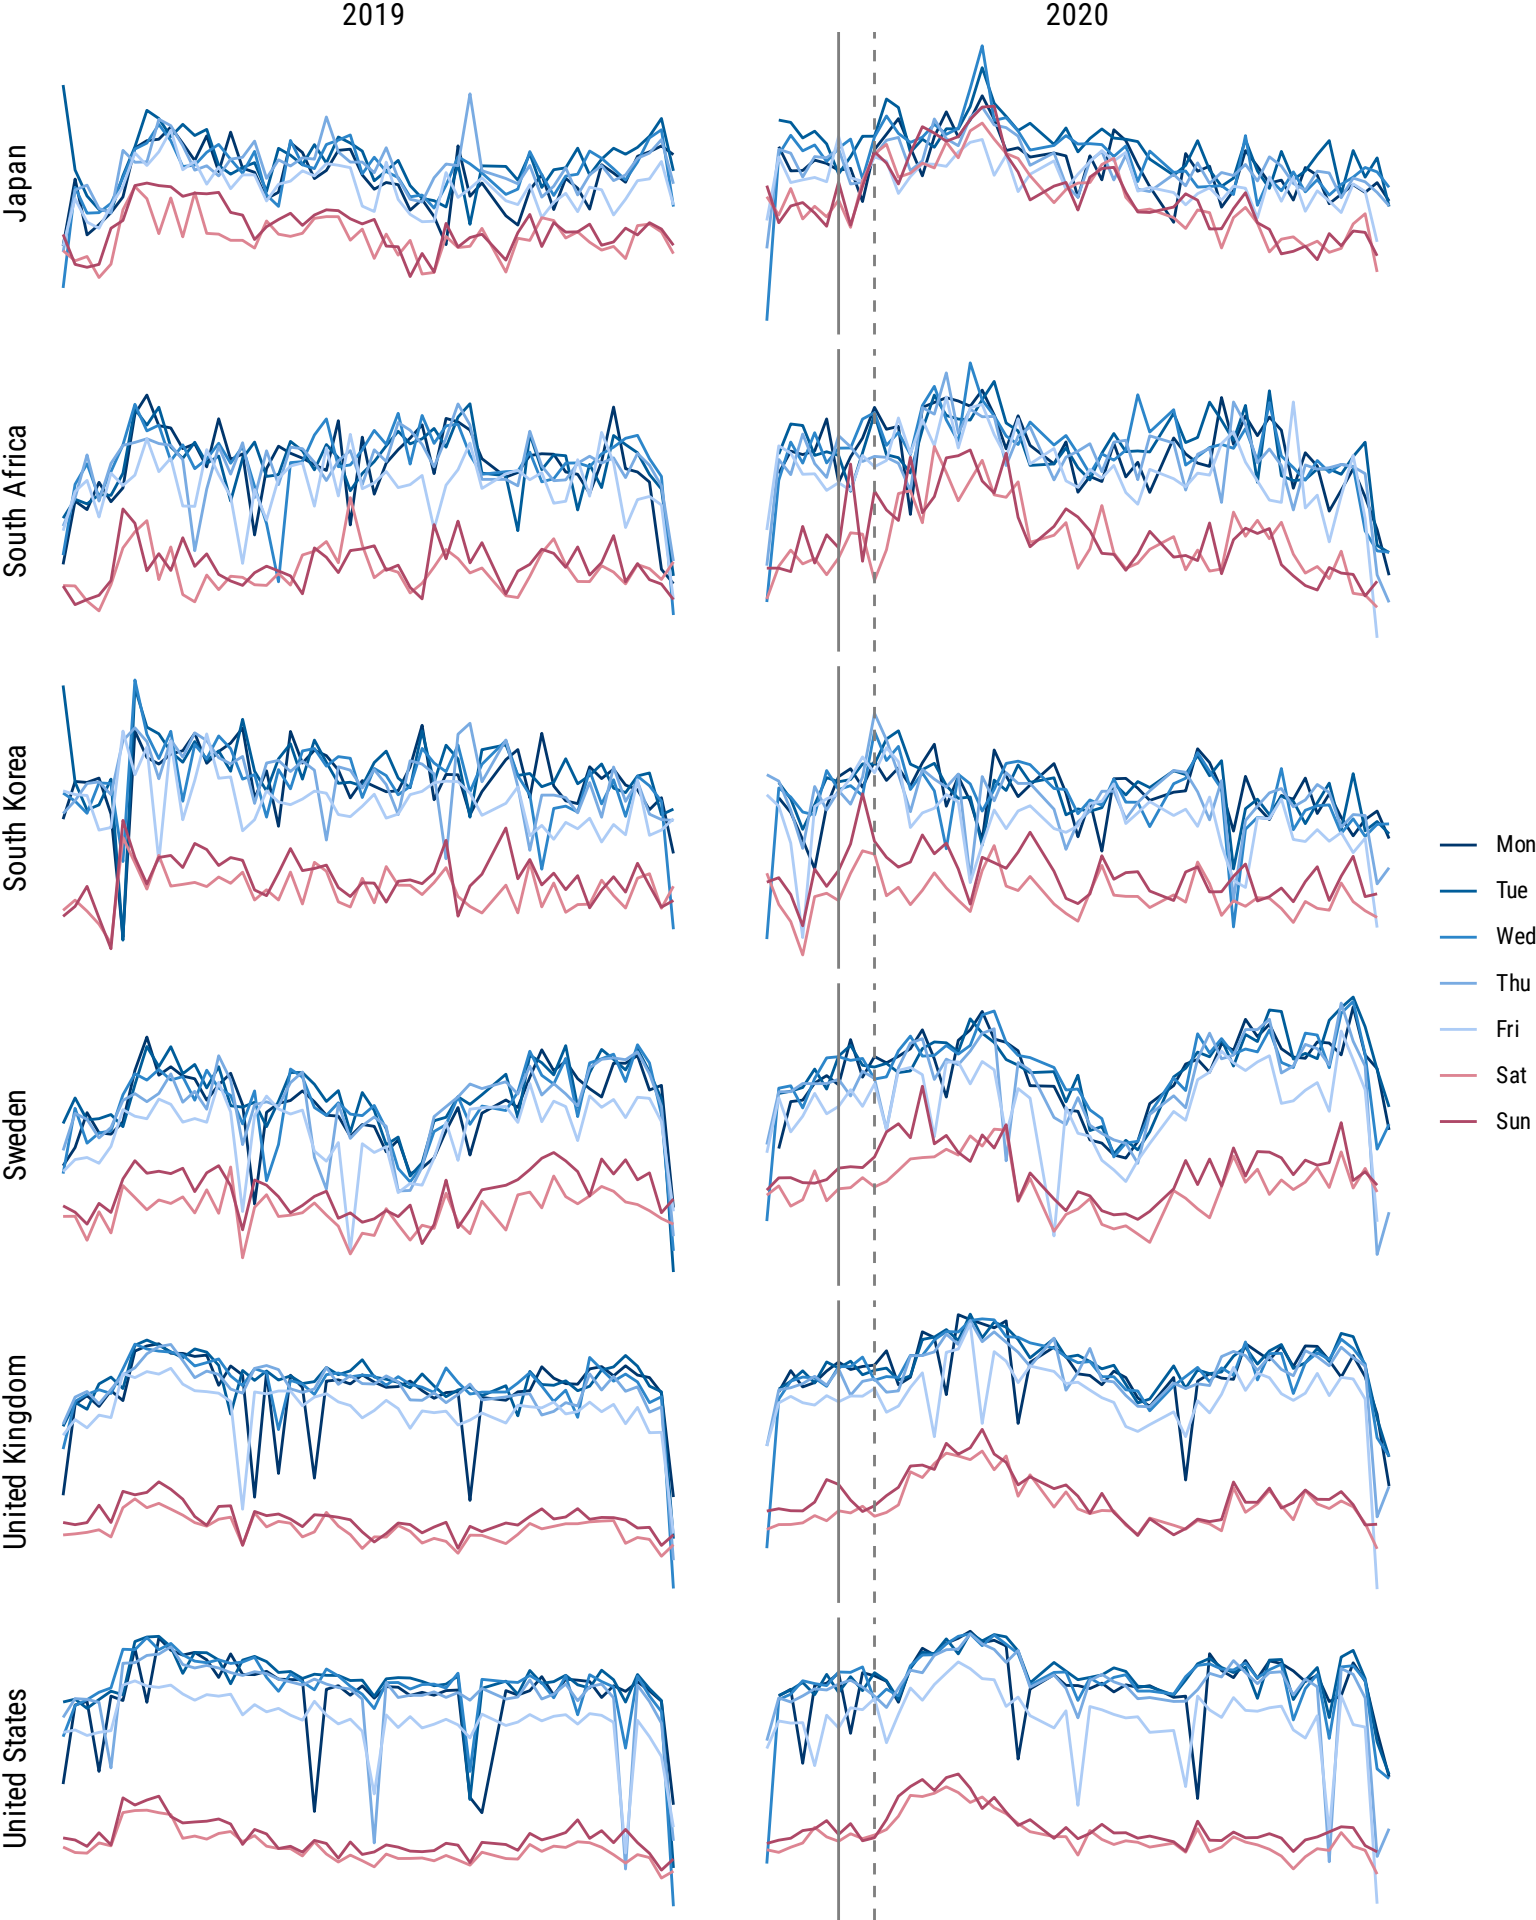 2019
2020
Japan
South Africa
South Korea
Sweden
United Kingdom
United States
Mon
Tue
Wed
Thu
Fri
Sat
Sun